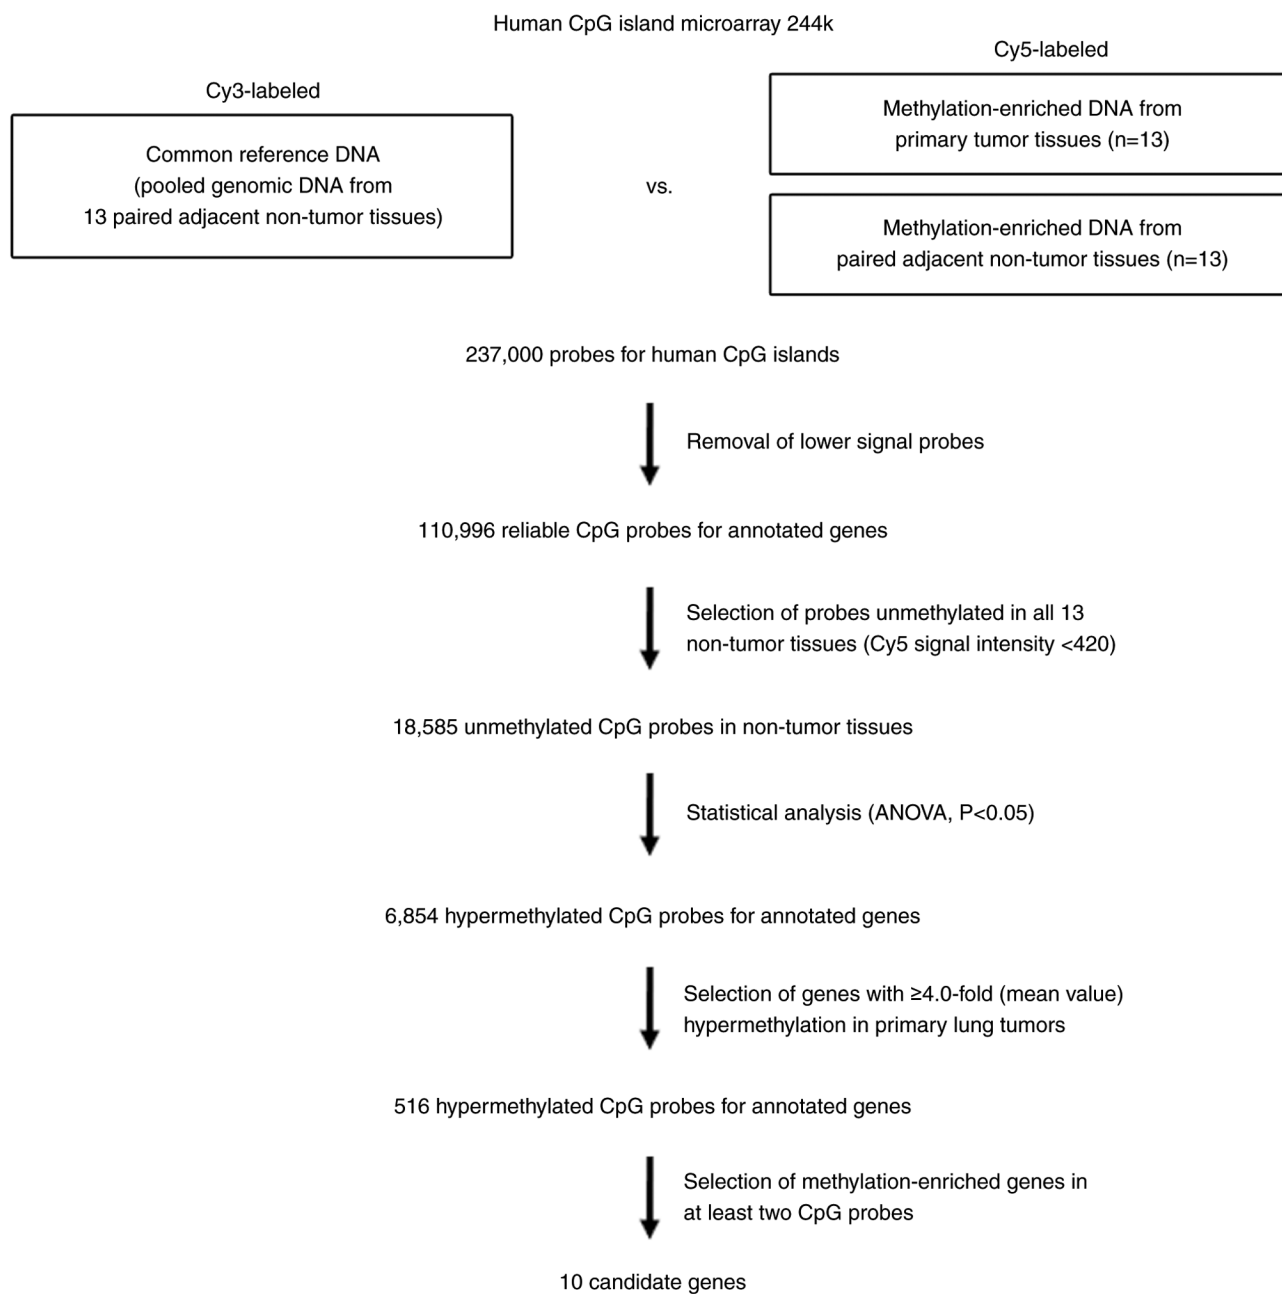 Human CpG island microarray 244k
Cy3-labeled
Common reference DNA
(pooled genomic DNA from
13 paired adjacent non-tumor tissues)
vs.
Cy5-labeled
Methylation-enriched DNA from
primary tumor tissues (n=13)
Methylation-enriched DNA from
paired adjacent non-tumor tissues (n=13)
237,000 probes for human CpG islands
Removal of lower signal probes
110,996 reliable CpG probes for annotated genes
Selection of probes unmethylated in all 13
non-tumor tissues (Cy5 signal intensity <420)
18,585 unmethylated CpG probes in non-tumor tissues
Statistical analysis (ANOVA, P<0.05)
6,854 hypermethylated CpG probes for annotated genes
Selection of genes with ≥4.0-fold (mean value)
hypermethylation in primary lung tumors
516 hypermethylated CpG probes for annotated genes
Selection of methylation-enriched genes in
at least two CpG probes
10 candidate genes